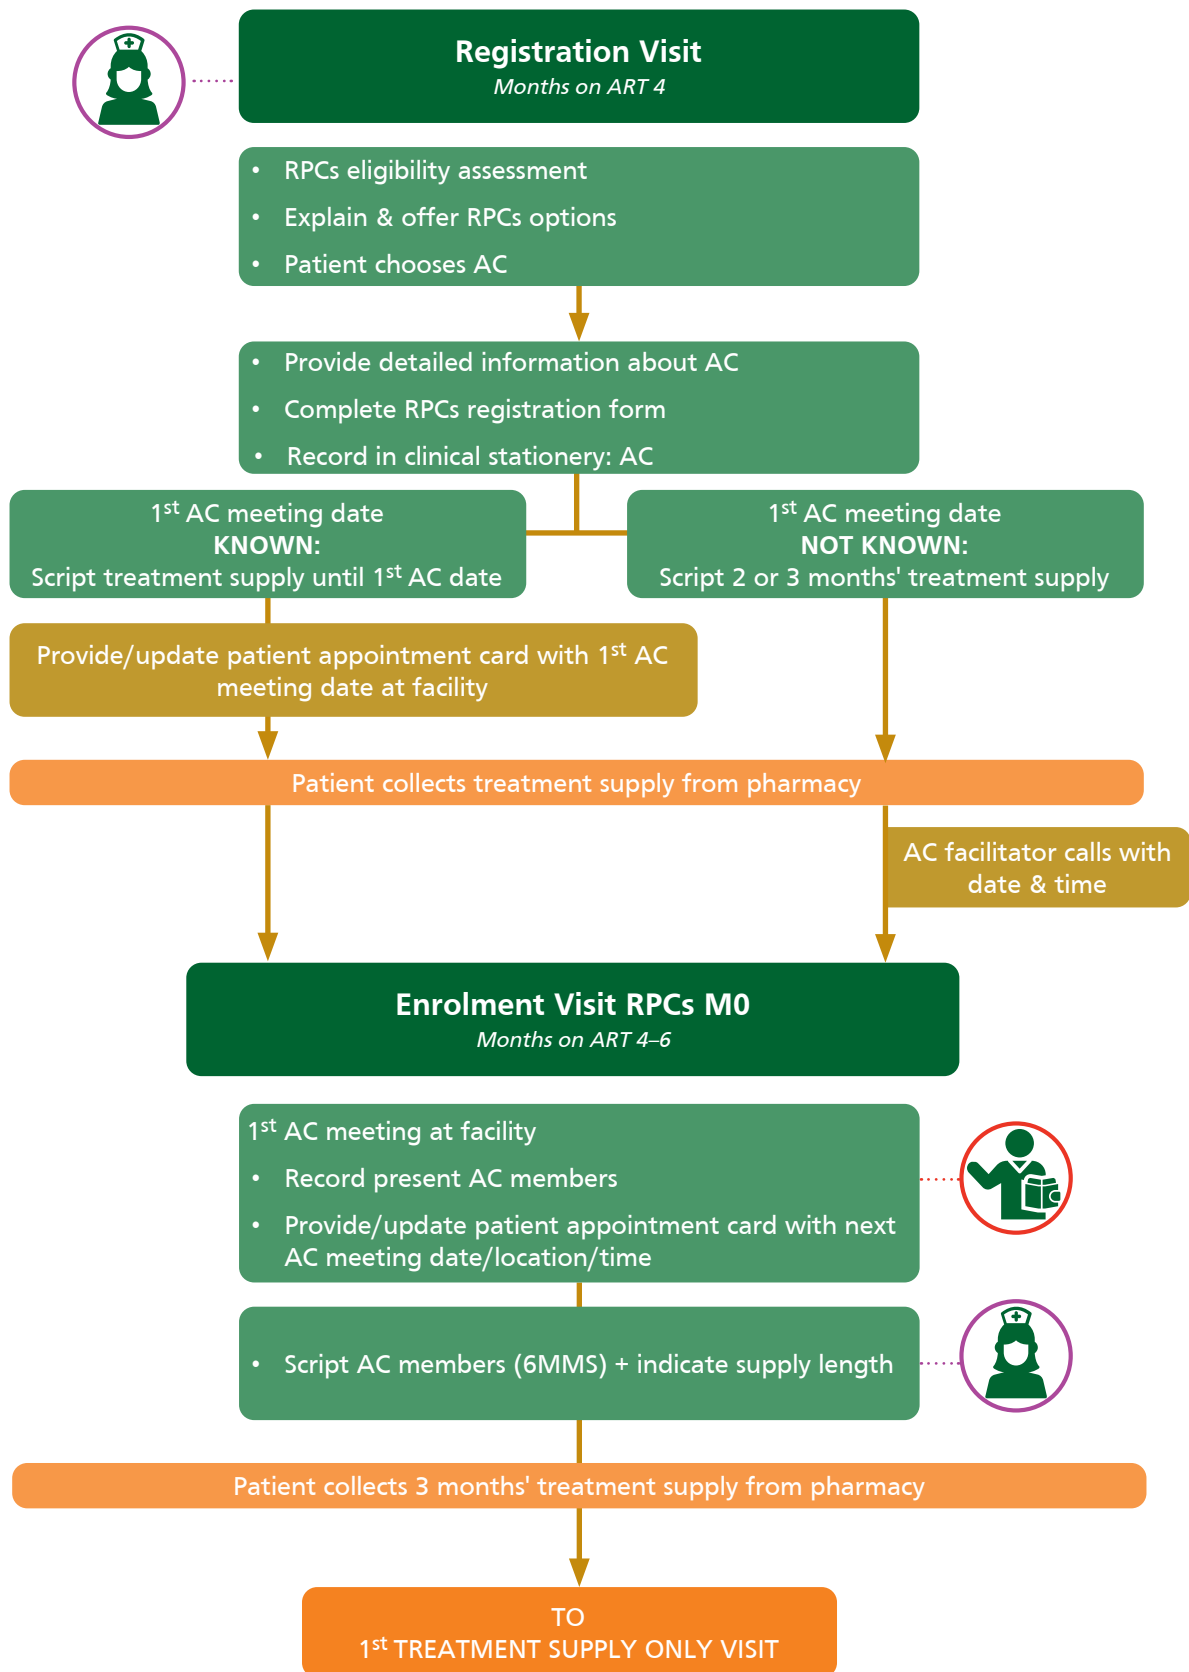 Registration Visit
Months on ART 4
• RPCs eligibility assessment
• Explain & offer RPCs options
• Patient chooses AC
• Provide detailed information about AC
• Complete RPCs registration form
• Record in clinical stationery: AC
1st AC meeting date
KNOWN:
Script treatment supply until 1st AC date
1st AC meeting date
NOT KNOWN:
Script 2 or 3 months' treatment supply
Provide/update patient appointment card with 1st AC
meeting date at facility
Patient collects treatment supply from pharmacy
AC facilitator calls with
date & time
Enrolment Visit RPCs M0
Months on ART 4–6
1st AC meeting at facility
• Record present AC members
• Provide/update patient appointment card with next
AC meeting date/location/time
• Script AC members (6MMS) + indicate supply length
Patient collects 3 months' treatment supply from pharmacy
TO
1st TREATMENT SUPPLY ONLY VISIT